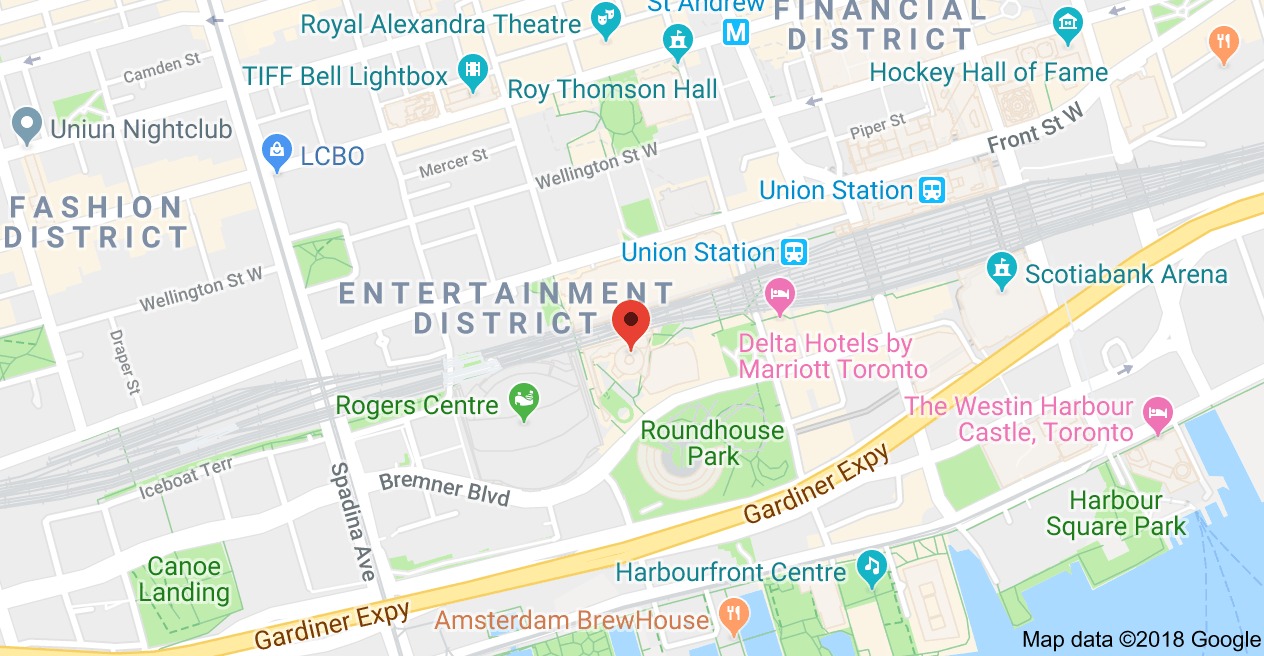 St Andrew
FINANCIAL
DISTRICT
Royal Alexandra Theatre
M
TIFF Bell Lightbox
Roy Thomson Hall
Hockey Hall of Fame
Camden St
Uniun Nightclub
LCBO
Mercer St
Wellington St W
Piper St
Front St W
Union Station
FASHION
DISTRICT
Union Station
Wellington St W
ENTERTAINMENT
DISTRICT
Scotiabank Arena
Draper St
Delta Hotels by
Marriott Toronto
Rogers Centre
The Westin Harbour
Castle, Toronto
Roundhouse
Park
Iceboat Terr
Bremner Blvd
Gardiner Expy
Spadina Ave
Harbour
Square Park
Canoe
Landing
Harbourfront Centre
Gardiner Expy
Amsterdam BrewHouse
Map data ©2018 Google